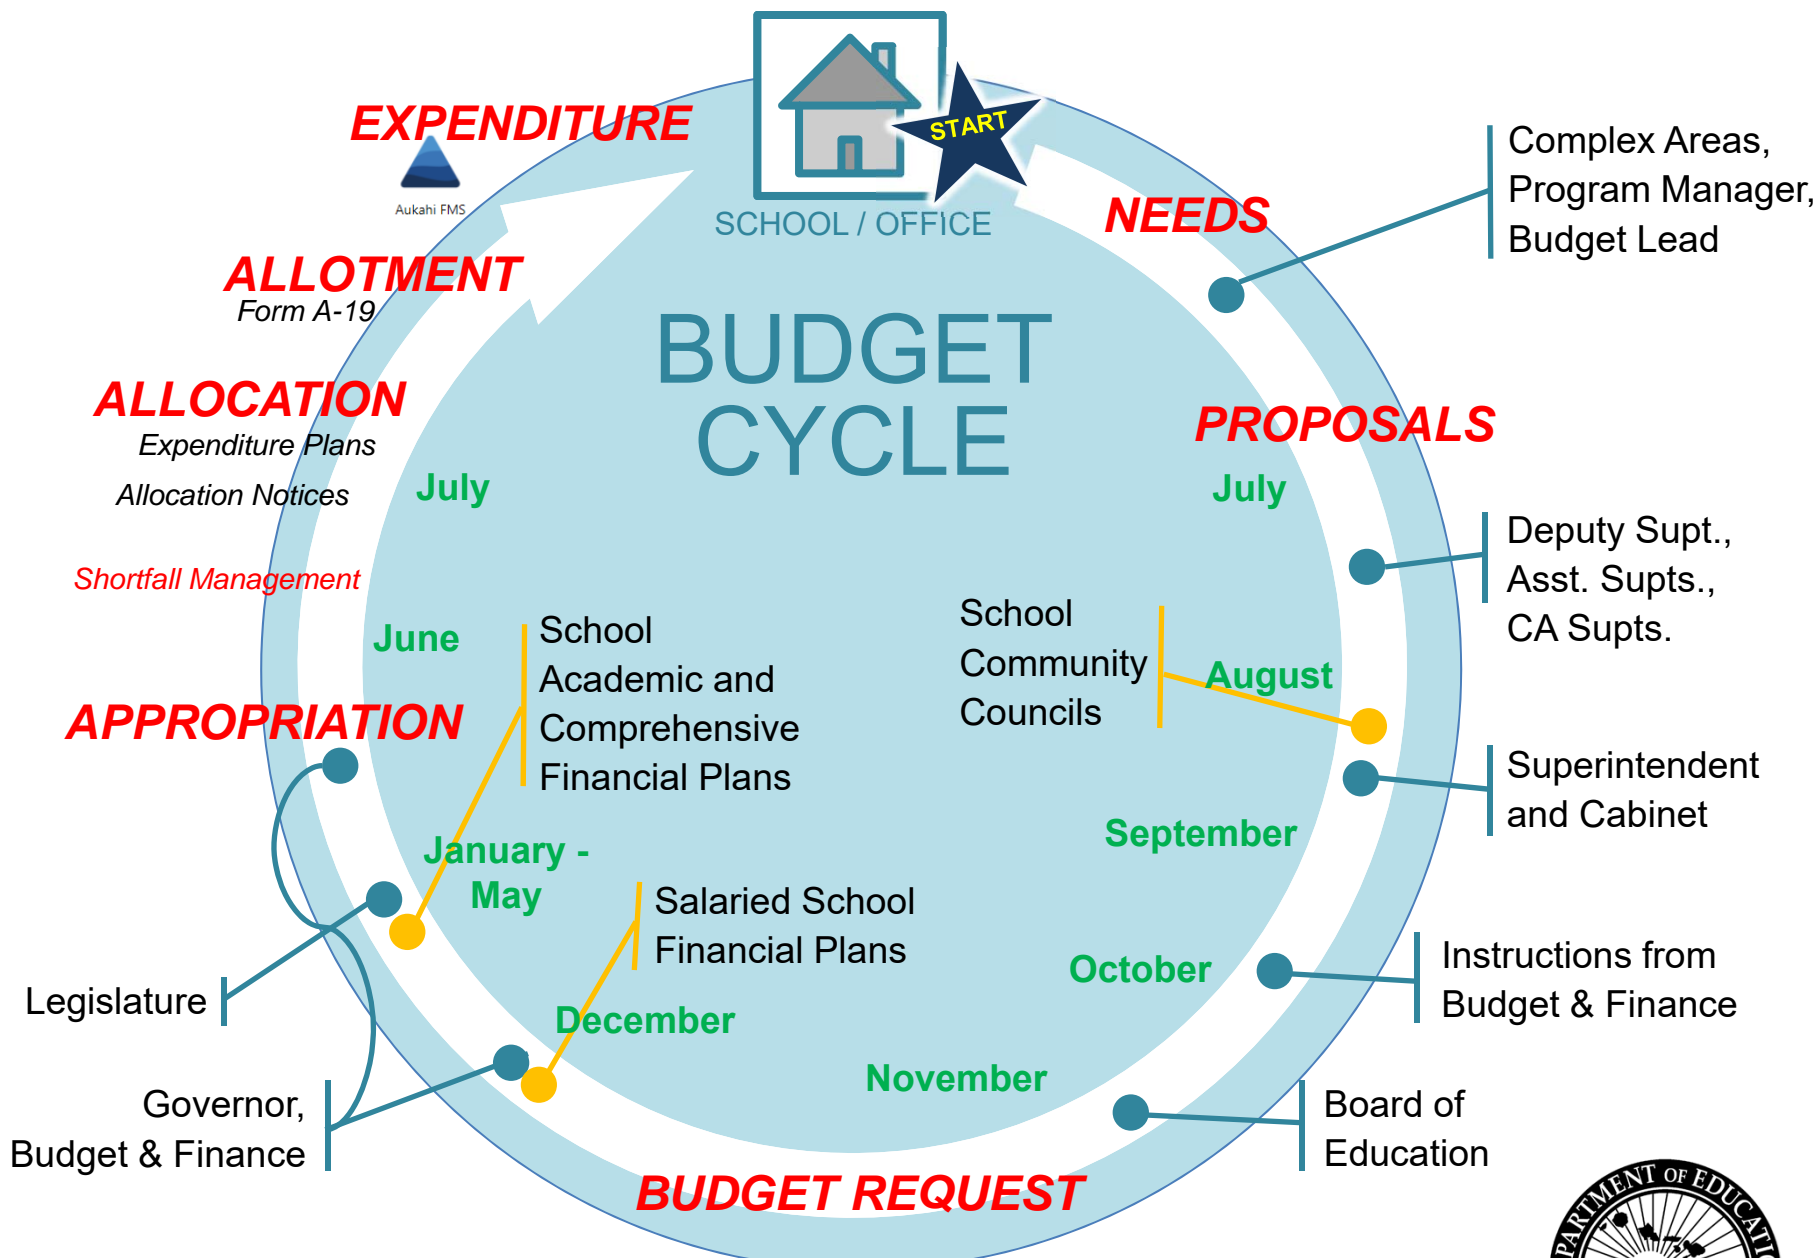 EXPENDITURE
Aukahi FMS
START
SCHOOL / OFFICE
NEEDS
Complex Areas,
Program Manager,
Budget Lead
ALLOTMENT
Form A-19
BUDGET
CYCLE
ALLOCATION
Expenditure Plans
Allocation Notices
July
PROPOSALS
July
Deputy Supt.,
Asst. Supts.,
CA Supts.
Shortfall Management
June
School
Academic and
Comprehensive
Financial Plans
School
Community
Councils
August
APPROPRIATION
Superintendent
and Cabinet
September
January -
May
Salaried School
Financial Plans
October
Instructions from
Budget & Finance
Legislature
December
November
Governor,
Budget & Finance
Board of
Education
BUDGET REQUEST